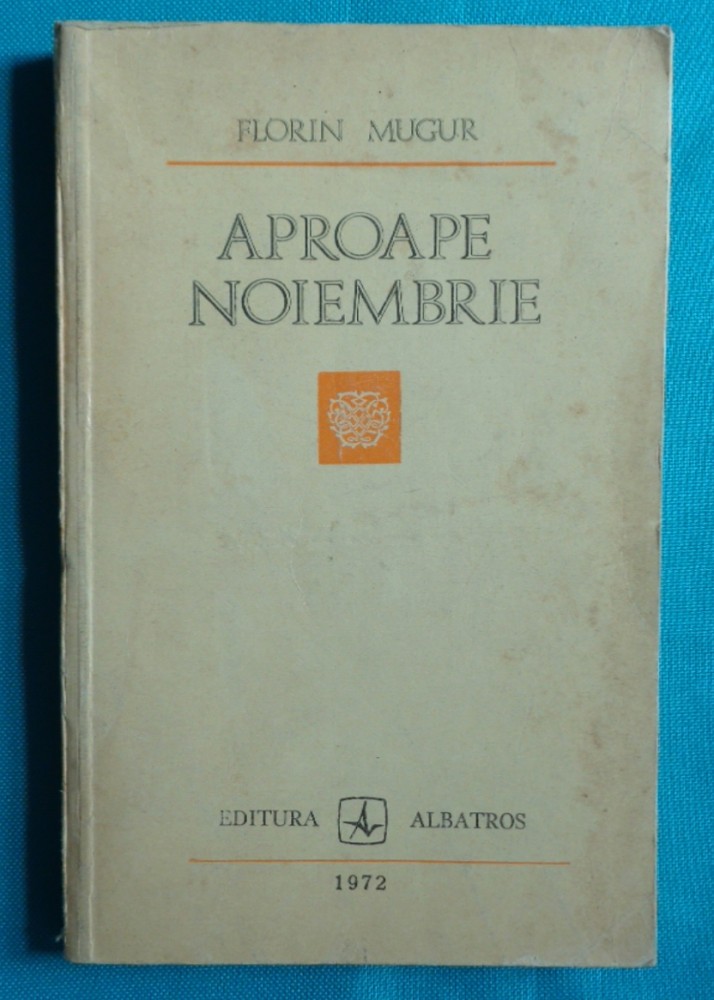 FLORIN MUGUR
APROAPE
NOIEMBRIE
EDITURA ALBATROS
1972